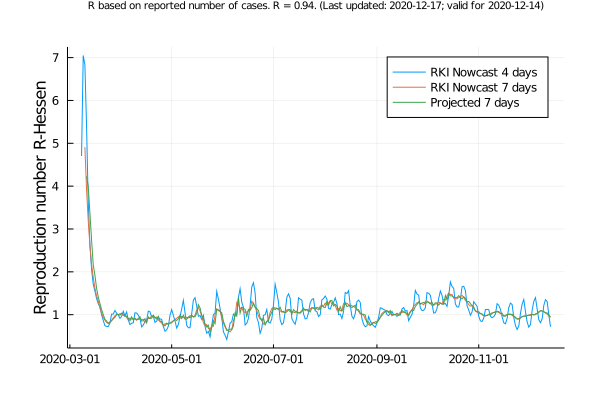 R based on reported number of cases. R = 0.94. (Last updated: 2020-12-17; valid for 2020-12-14)
Reproduction number R-Hessen
7
6
5
4
3
2
1
RKI Nowcast 4 days
RKI Nowcast 7 days
Projected 7 days
2020-03-01 2020-05-01 2020-07-01 2020-09-01 2020-11-01